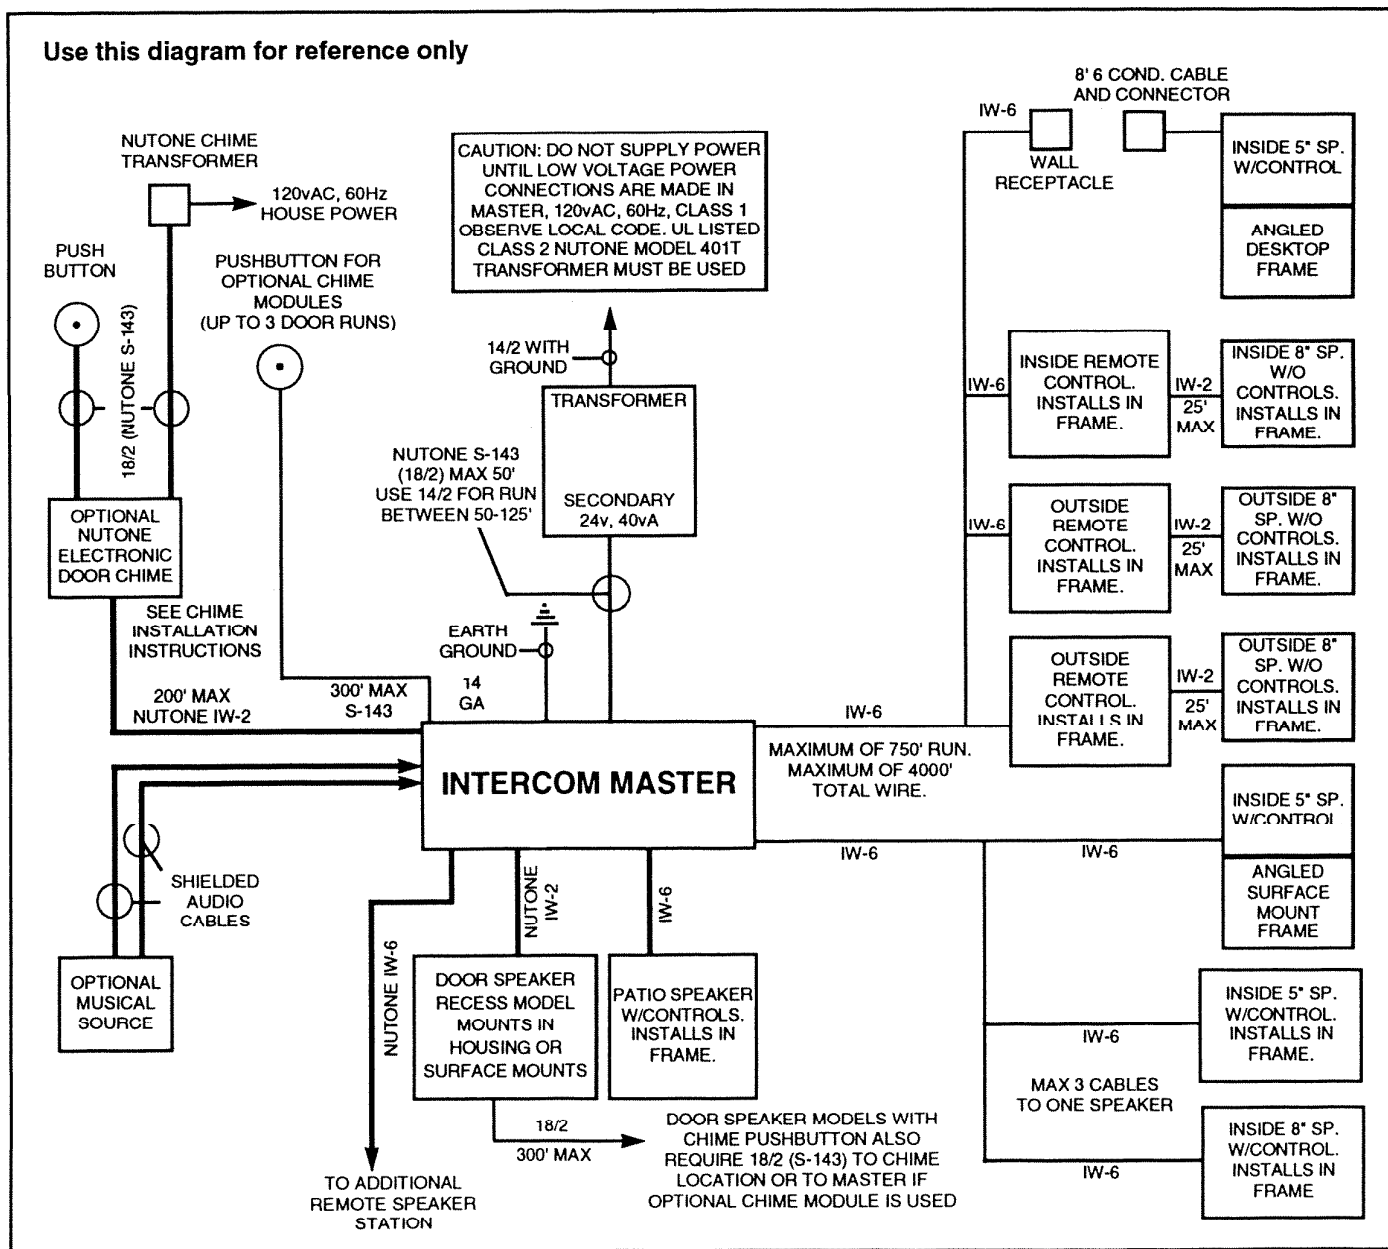 Use this diagram for reference only
NUTONE CHIME
TRANSFORMER
120vAC, 60Hz
HOUSE POWER
PUSH
BUTTON
18/2 (NUTONE S-143)
PUSHBUTTON FOR
OPTIONAL CHIME
MODULES
(UP TO 3 DOOR RUNS)
CAUTION: DO NOT SUPPLY POWER
UNTIL LOW VOLTAGE POWER
CONNECTIONS ARE MADE IN
MASTER, 120vAC, 60Hz, CLASS 1
OBSERVE LOCAL CODE. UL LISTED
CLASS 2 NUTONE MODEL 401T
TRANSFORMER MUST BE USED
14/2 WITH
GROUND
TRANSFORMER
SECONDARY
24v, 40vA
NUTONE S-143
(18/2) MAX 50'
USE 14/2 FOR RUN
BETWEEN 50-125'
OPTIONAL
NUTONE
ELECTRONIC
DOOR CHIME
SEE CHIME
INSTALLATION
INSTRUCTIONS
200' MAX
NUTONE IW-2
300' MAX
S-143
EARTH
GROUND
14
GA
INTERCOM MASTER
SHIELDED
AUDIO
CABLES
OPTIONAL
MUSICAL
SOURCE
NUTONE IW-6
TO ADDITIONAL
REMOTE SPEAKER
STATION
NUTONE
IW-2
DOOR SPEAKER
RECESS MODEL
MOUNTS IN
HOUSING OR
SURFACE MOUNTS
18/2
300' MAX
IW-6
PATIO SPEAKER
W/CONTROLS.
INSTALLS IN
FRAME.
DOOR SPEAKER MODELS WITH
CHIME PUSHBUTTON ALSO
REQUIRE 18/2 (S-143) TO CHIME
LOCATION OR TO MASTER IF
OPTIONAL CHIME MODULE IS USED
8' 6 COND. CABLE
AND CONNECTOR
IW-6
WALL
RECEPTACLE
INSIDE 5" SP.
W/CONTROL
ANGLED
DESKTOP
FRAME
IW-6
INSIDE REMOTE
CONTROL.
INSTALLS IN
FRAME.
IW-2
25'
MAX
INSIDE 8" SP.
W/O
CONTROLS.
INSTALLS IN
FRAME.
IW-6
OUTSIDE
REMOTE
CONTROL.
INSTALLS IN
FRAME.
IW-2
25'
MAX
OUTSIDE 8"
SP. W/O
CONTROLS.
INSTALLS IN
FRAME.
IW-6
OUTSIDE
REMOTE
CONTROL.
INSTALLS IN
FRAME.
IW-2
25'
MAX
OUTSIDE 8"
SP. W/O
CONTROLS.
INSTALLS IN
FRAME.
MAXIMUM OF 750' RUN.
MAXIMUM OF 4000'
TOTAL WIRE.
IW-6
IW-6
INSIDE 5" SP.
W/CONTROL
ANGLED
SURFACE
MOUNT
FRAME
IW-6
INSIDE 5" SP.
W/CONTROL.
INSTALLS IN
FRAME.
MAX 3 CABLES
TO ONE SPEAKER
IW-6
INSIDE 8" SP.
W/CONTROL.
INSTALLS IN
FRAME